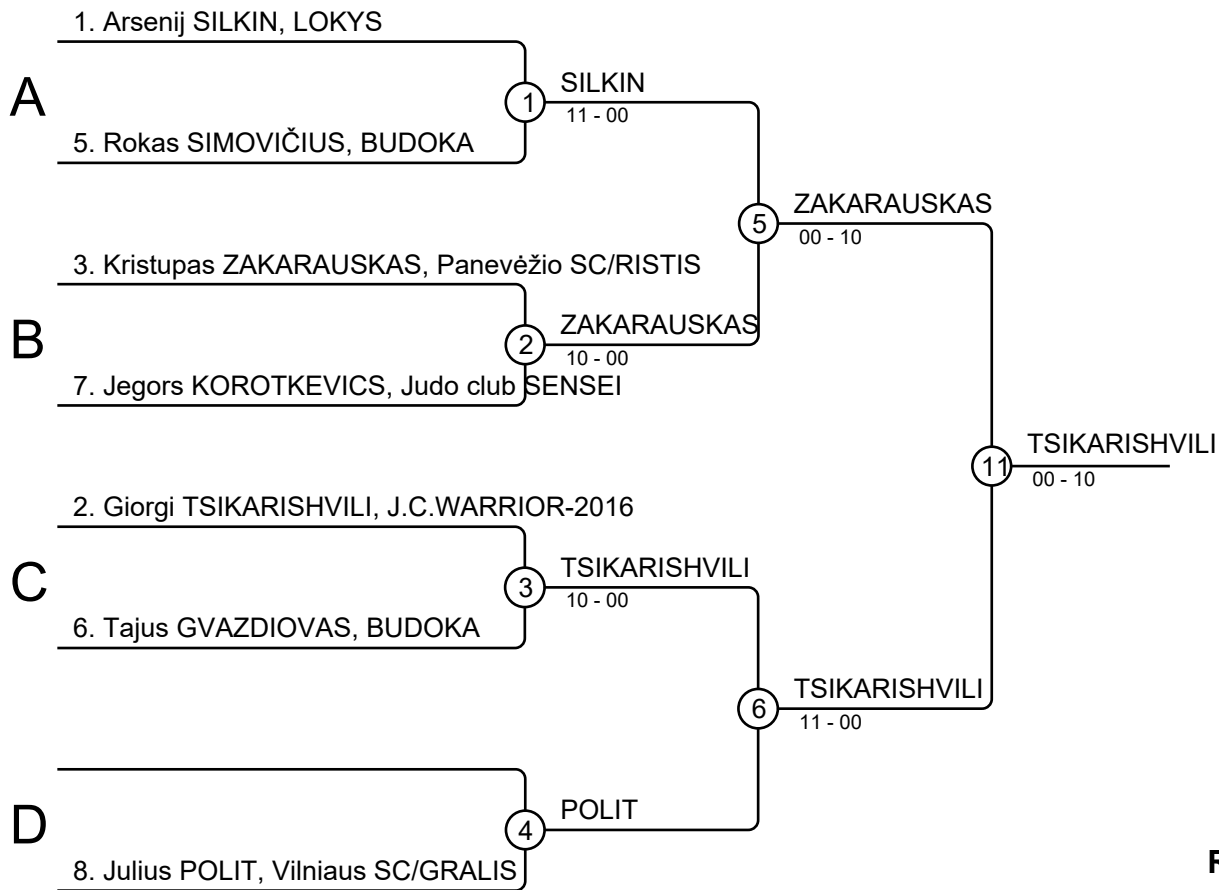 1. Arsenij SILKIN, LOKYS
A
1
SILKIN
11 - 00
5. Rokas SIMOVIČIUS, BUDOKA
5
ZAKARAUSKAS
00 - 10
3. Kristupas ZAKARAUSKAS, Panevėžio SC/RISTIS
B
2
ZAKARAUSKAS
10 - 00
7. Jegors KOROTKEVICS, Judo club SENSEI
11
TSIKARISHVILI
00 - 10
2. Giorgi TSIKARISHVILI, J.C.WARRIOR-2016
C
3
TSIKARISHVILI
10 - 00
6. Tajus GVAZDIOVAS, BUDOKA
6
TSIKARISHVILI
11 - 00
D
4
POLIT
8. Julius POLIT, Vilniaus SC/GRALIS